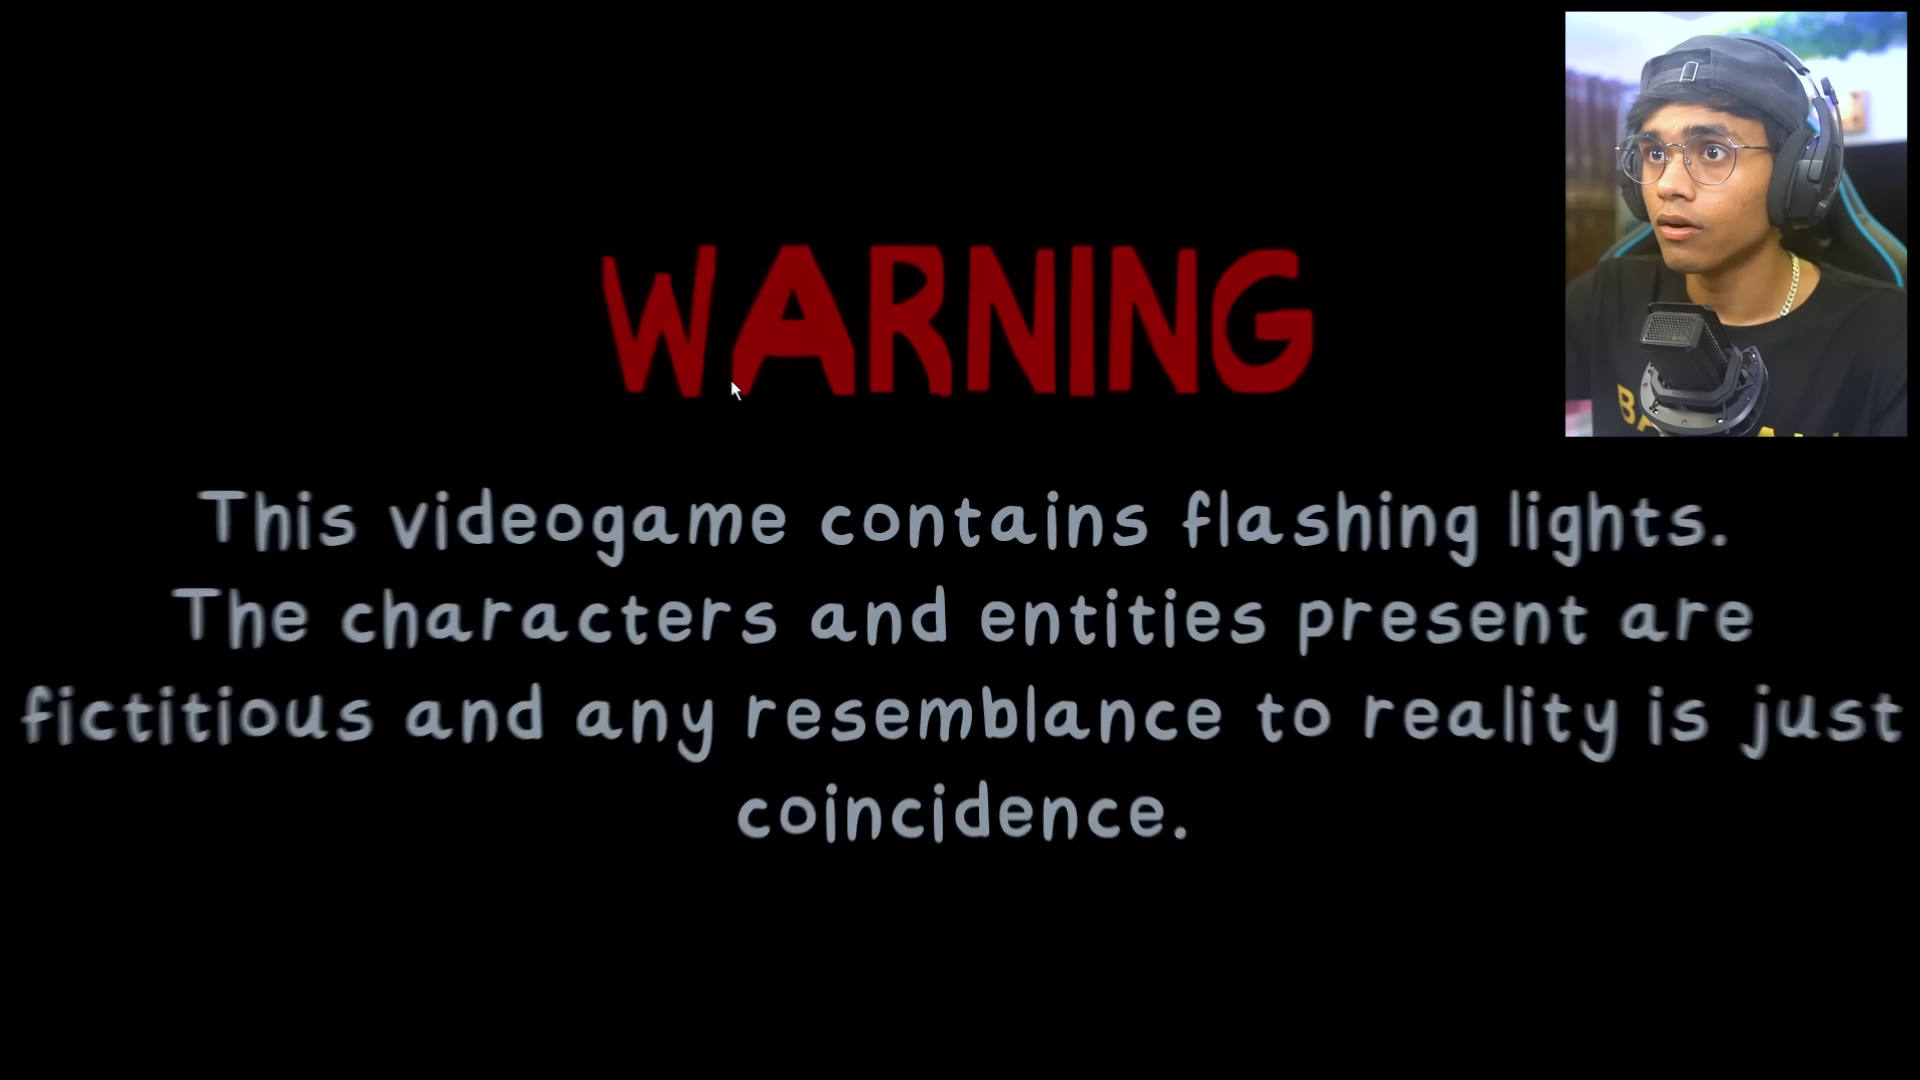 WARNING
This videogame contains flashing lights.
The characters and entities present are
fictitious and any resemblance to reality is just
coincidence.